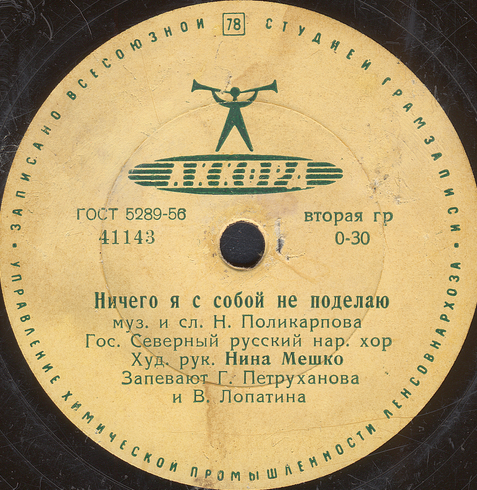 ЗАПИСАНО ВСЕСОЮЗНОЙ 78 СТУДИЕЙ ГРАМЗАПИСИ
АККОРД
ГОСТ 5289-56
вторая гр
41143
0-30
Ничего я с собой не поделаю
муз. и сл. Н. Поликарпова
Гос. Северный русский нар. хор
Худ. рук. Нина Мешко
Запевают Г. Петруханова
и В. Лопатина
УПРАВЛЕНИЕ ХИМИЧЕСКОЙ ПРОМЫШЛЕННОСТИ ЛЕНСОВНАРХОЗА